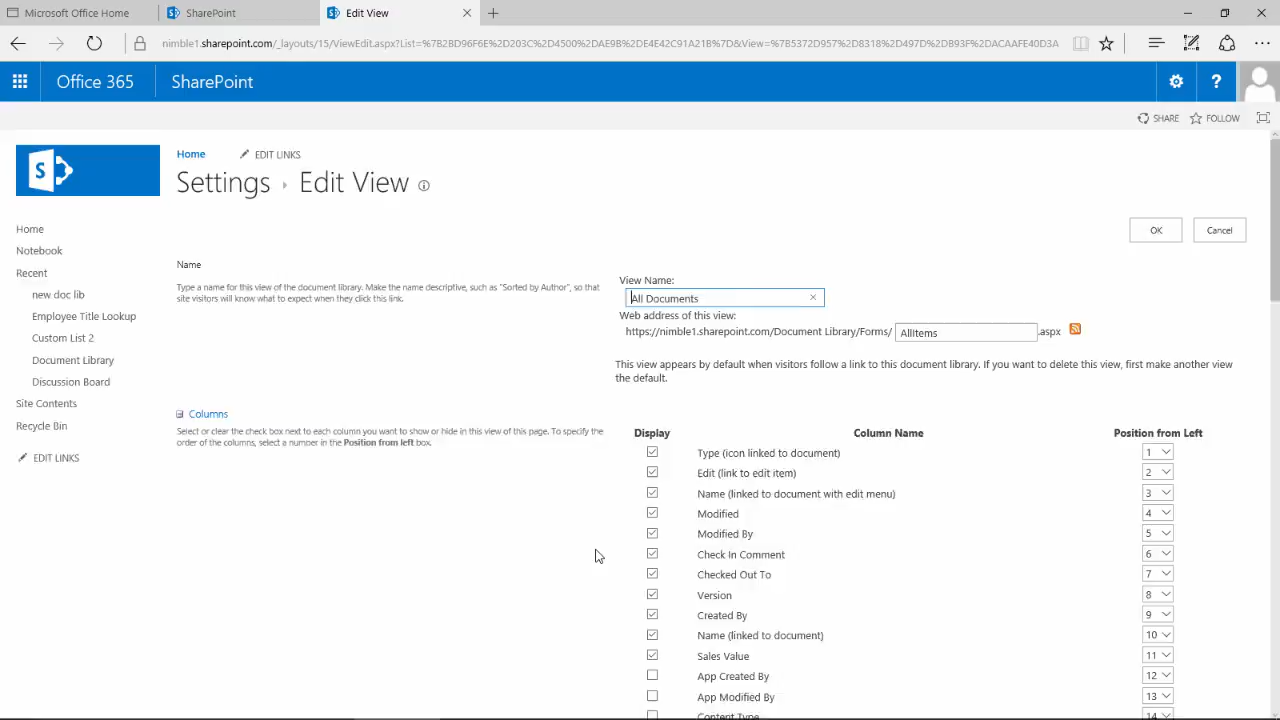 Microsoft Office Home
SharePoint
Edit View
nimble1.sharepoint.com/_layouts/15/ViewEdit.aspx?List=%7B2BD96F6E%2D203C%2D4500%2DAE9B%2DE4E42C91A21B%7D&View=%7B5372D957%2D8318%2D497D%2DB93F%2DACAAFE40D3A
Office 365
SharePoint
?
SHARE
FOLLOW
S
Home
EDIT LINKS
Settings
Edit View
Home
Notebook
Recent
new doc lib
Employee Title Lookup
Custom List 2
Document Library
Discussion Board
Site Contents
Recycle Bin
EDIT LINKS
OK
Cancel
Name
Type a name for this view of the document library. Make the name descriptive, such as "Sorted by Author", so that
site visitors will know what to expect when they click this link.
View Name:
All Documents
Web address of this view:
https://nimble1.sharepoint.com/Document Library/Forms/ AllItems .aspx
This view appears by default when visitors follow a link to this document library. If you want to delete this view, first make another view
the default.
Columns
Select or clear the check box next to each column you want to show or hide in this view of this page. To specify the
order of the columns, select a number in the Position from left box.
Display Column Name Position from Left
Type (icon linked to document) 1
Edit (link to edit item) 2
Name (linked to document with edit menu) 3
Modified 4
Modified By 5
Check In Comment 6
Checked Out To 7
Version 8
Created By 9
Name (linked to document) 10
Sales Value 11
App Created By 12
App Modified By 13
Content Type 14